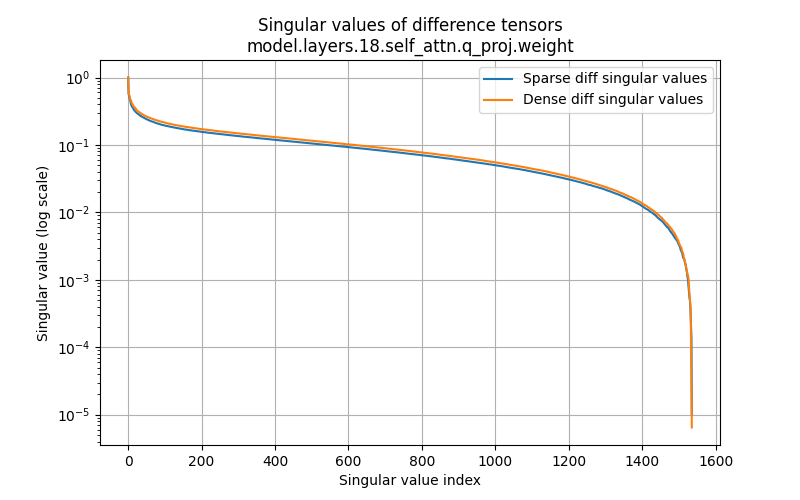 Singular values of difference tensors
model.layers.18.self_attn.q_proj.weight
Sparse diff singular values
Dense diff singular values
Singular value (log scale)
10⁰
10⁻¹
10⁻²
10⁻³
10⁻⁴
10⁻⁵
0 200 400 600 800 1000 1200 1400 1600
Singular value index